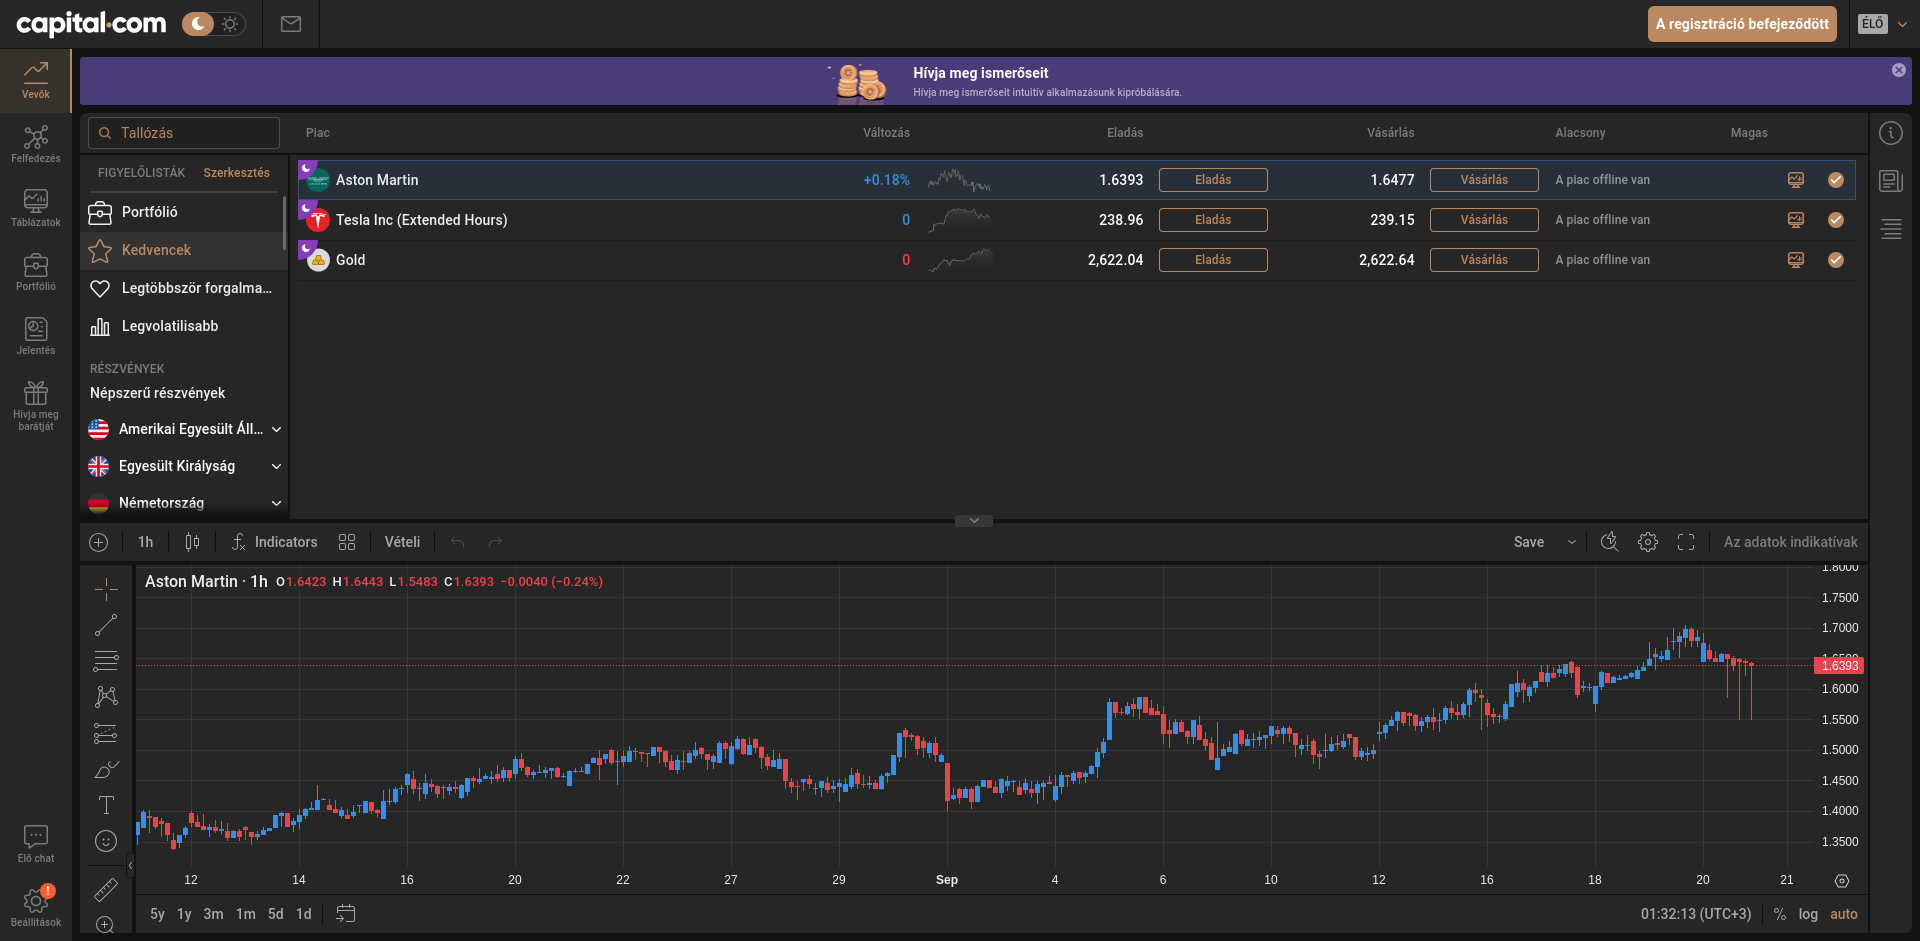 capital.com
A regisztráció befejeződött
ÉLŐ
Vevők
Felfedezés
Táblázatok
Portfólió
Jelentés
Hívja meg
barátját
Élő chat
!
Beállítások
Hívja meg ismerőseit
Hívja meg ismerőseit intuitív alkalmazásunk kipróbálására.
Tallózás
Piac Változás Eladás Vásárlás Alacsony Magas
FIGYELŐLISTÁK Szerkesztés
Portfólió
Kedvencek
Legtöbbször forgalma...
Legvolatilisabb
RÉSZVÉNYEK
Népszerű részvények
Amerikai Egyesült Áll...
Egyesült Királyság
Németország
Aston Martin +0.18% 1.6393 Eladás 1.6477 Vásárlás A piac offline van
Tesla Inc (Extended Hours) 0 238.96 Eladás 239.15 Vásárlás A piac offline van
Gold 0 2,622.04 Eladás 2,622.64 Vásárlás A piac offline van
1h Indicators Vételi Save Az adatok indikatívak
Aston Martin · 1h O1.6423 H1.6443 L1.5483 C1.6393 −0.0040 (−0.24%)
1.8000
1.7500
1.7000
1.6500
1.6393
1.6000
1.5500
1.5000
1.4500
1.4000
1.3500
12 14 16 20 22 27 29 Sep 4 6 10 12 16 18 20 21
5y 1y 3m 1m 5d 1d 01:32:13 (UTC+3) % log auto